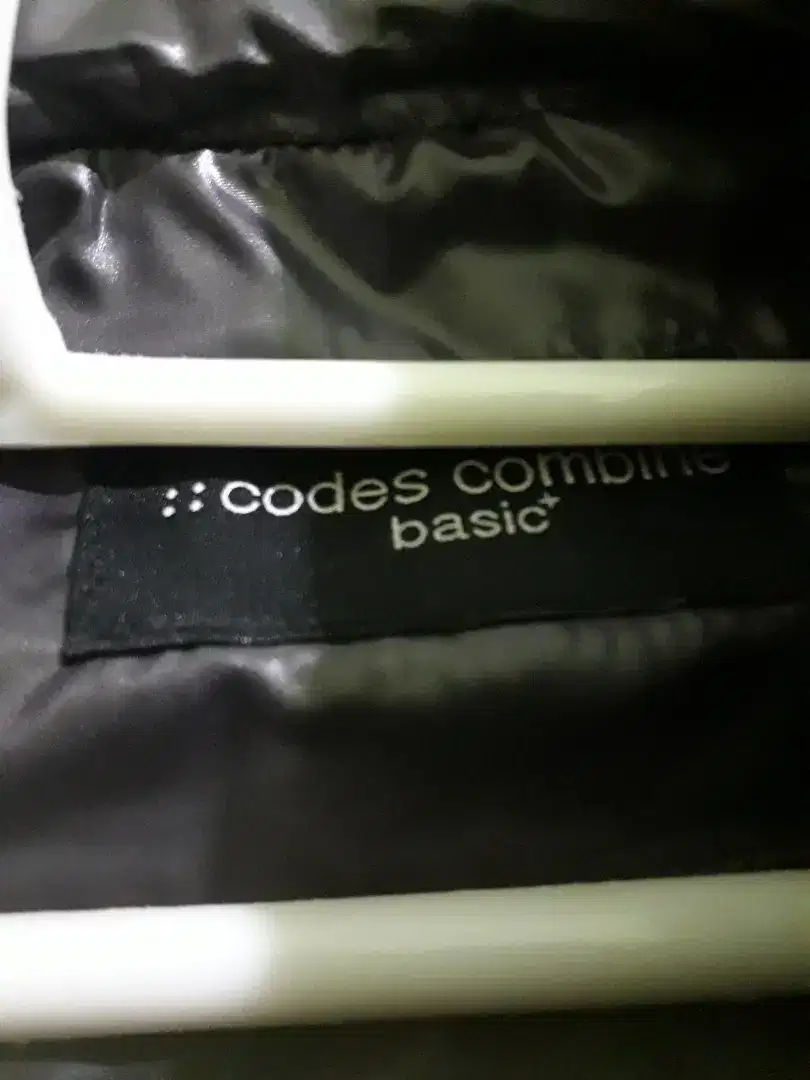 ::codes combine
basic+